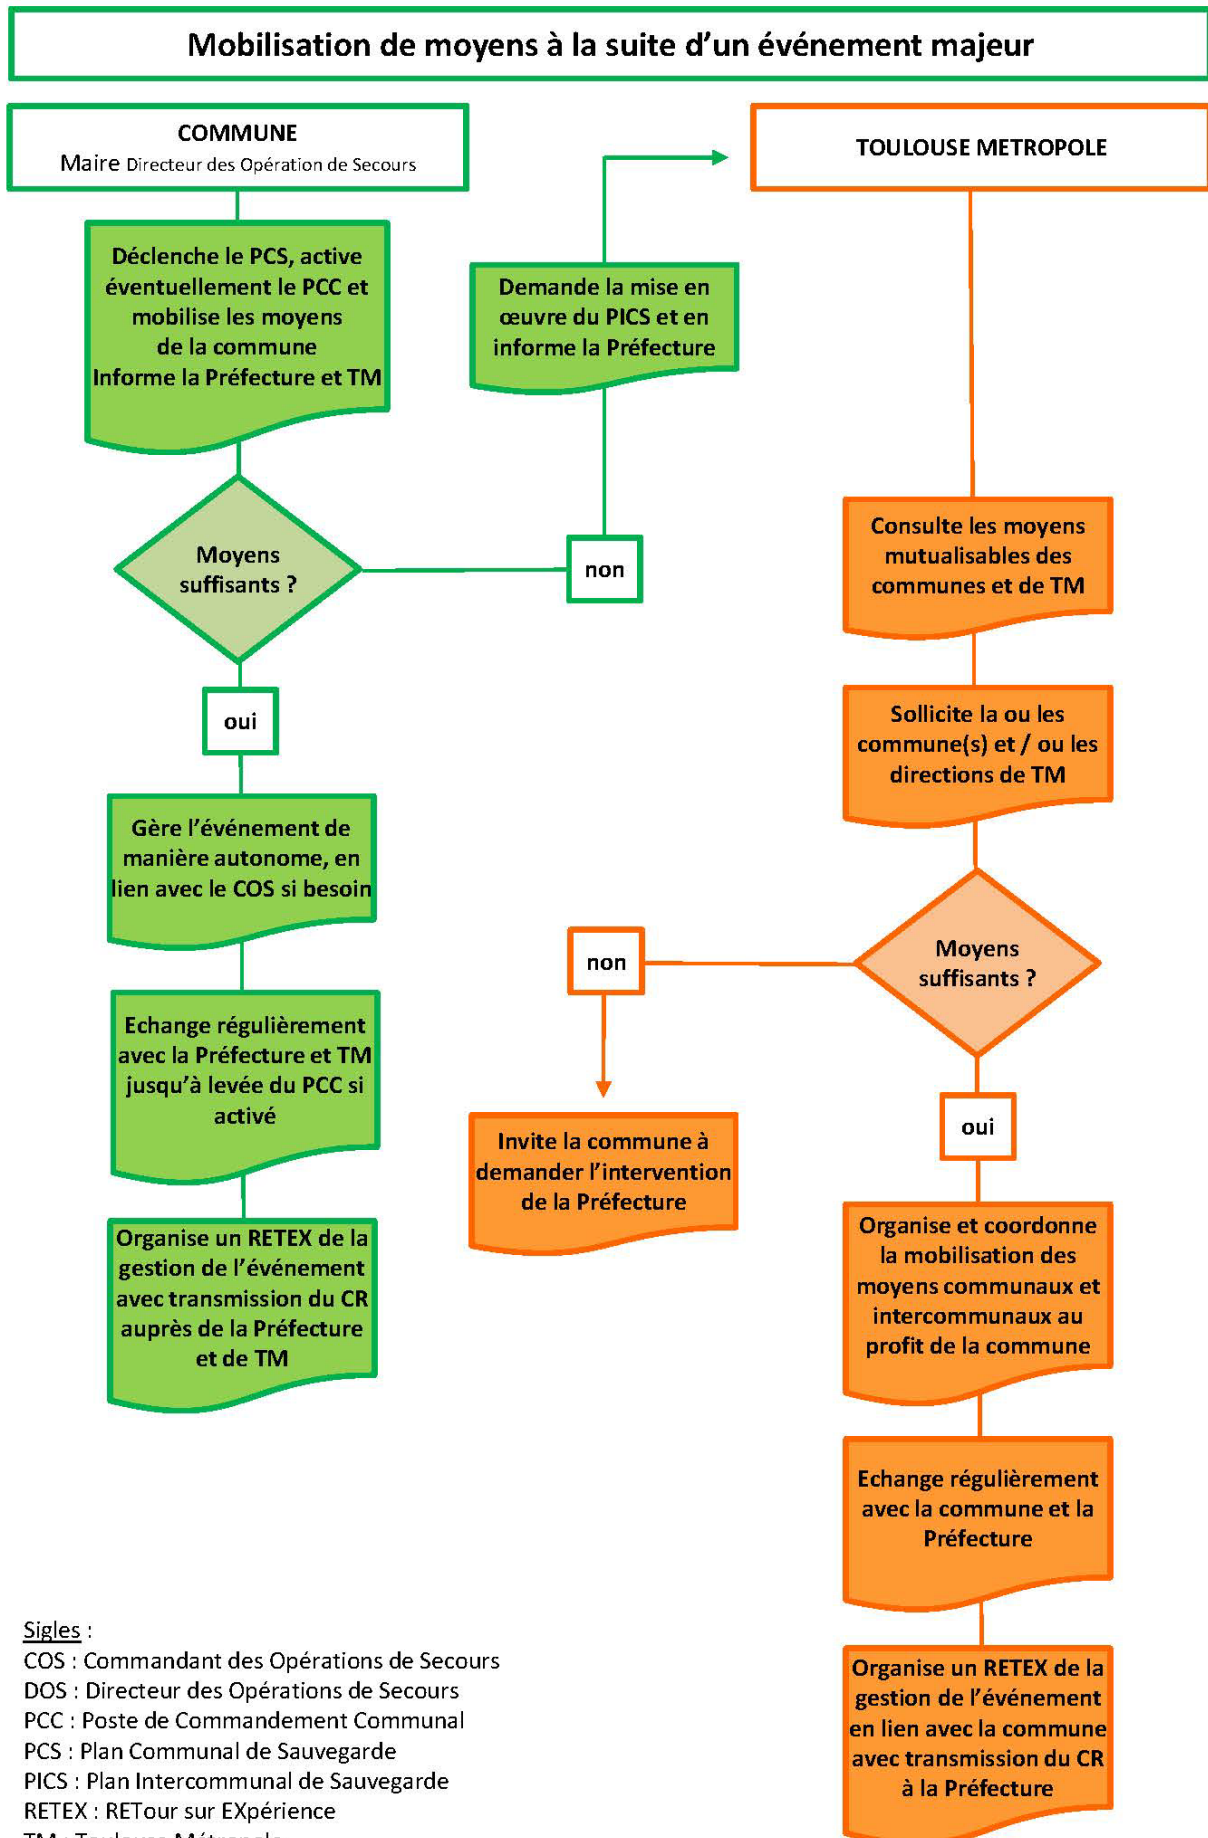 Mobilisation de moyens à la suite d'un événement majeur
COMMUNE
Maire Directeur des Opération de Secours
Déclenche le PCS, active
éventuellement le PCC et
mobilise les moyens
de la commune
Informe la Préfecture et TM
Moyens
suffisants ?
non
Demande la mise en
œuvre du PICS et en
informe la Préfecture
oui
Gère l'événement de
manière autonome, en
lien avec le COS si besoin
Echange régulièrement
avec la Préfecture et TM
jusqu'à levée du PCC si
activé
Organise un RETEX de la
gestion de l'événement
avec transmission du CR
auprès de la Préfecture
et de TM
TOULOUSE METROPOLE
Consulte les moyens
mutualisables des
communes et de TM
Sollicite la ou les
commune(s) et / ou les
directions de TM
Moyens
suffisants ?
non
Invite la commune à
demander l'intervention
de la Préfecture
oui
Organise et coordonne
la mobilisation des
moyens communaux et
intercommunaux au
profit de la commune
Echange régulièrement
avec la commune et la
Préfecture
Organise un RETEX de la
gestion de l'événement
en lien avec la commune
avec transmission du CR
à la Préfecture
Sigles :
COS : Commandant des Opérations de Secours
DOS : Directeur des Opérations de Secours
PCC : Poste de Commandement Communal
PCS : Plan Communal de Sauvegarde
PICS : Plan Intercommunal de Sauvegarde
RETEX : RETour sur EXpérience
TM : Toulouse Métropole